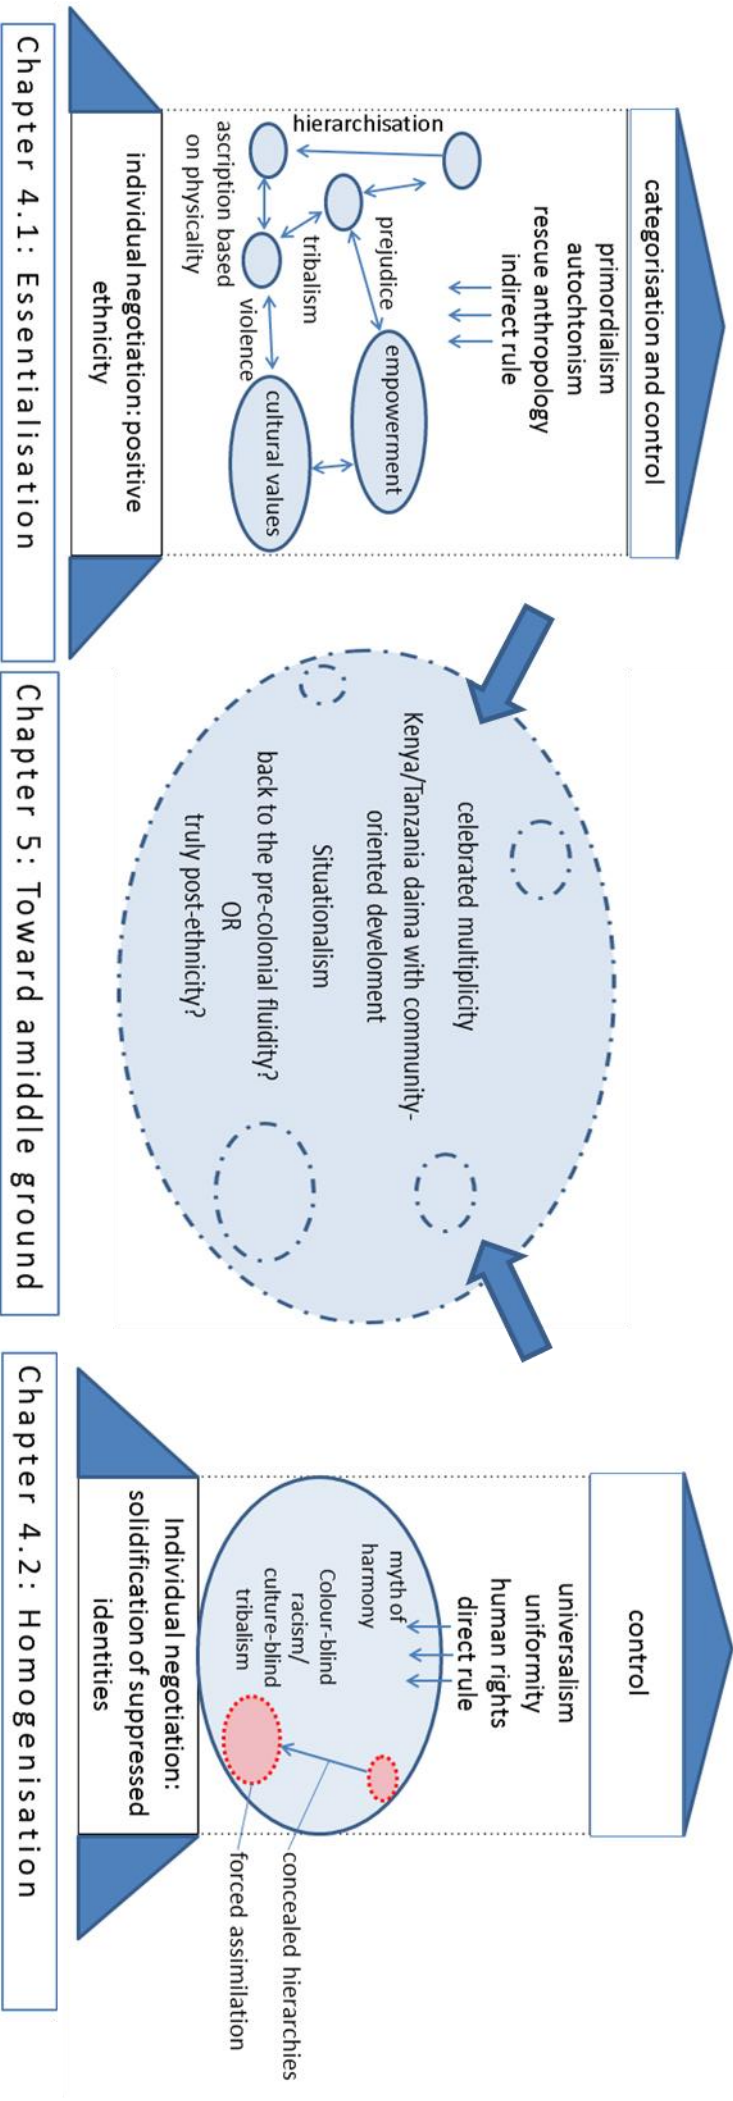 categorisation and control
primordialism
autochtonism
rescue anthropology
indirect rule
hierarchisation
prejudice
empowerment
tribalism
cultural values
violence
ascription based
on physicality
individual negotiation: positive
ethnicity
Chapter 4.1: Essentialisation
celebrated multiplicity
Kenya/Tanzania daima with community-
oriented develoment
Situationalism
back to the pre-colonial fluidity?
OR
truly post-ethnicity?
Chapter 5: Toward amiddle ground
control
universalism
uniformity
human rights
direct rule
myth of
harmony
Colour-blind
racism/
culture-blind
tribalism
concealed hierarchies
forced assimilation
Individual negotiation:
solidification of suppressed
identities
Chapter 4.2: Homogenisation